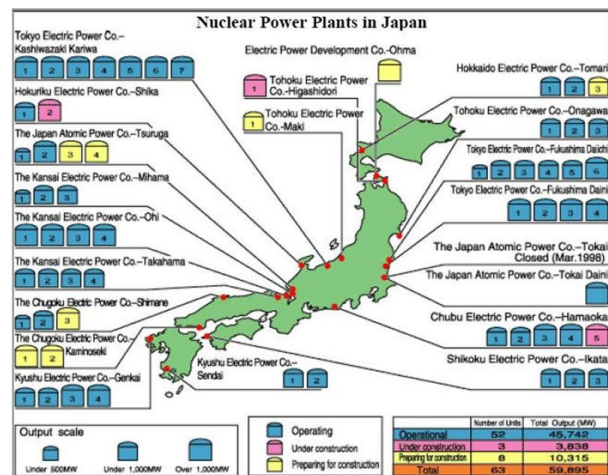 Nuclear Power Plants in Japan
Tokyo Electric Power Co.–
Kashiwazaki Kariwa
1 2 3 4 5 6 7
Hokuriku Electric Power Co.–Shika
1 2
The Japan Atomic Power Co.–Tsuruga
1 2 3 4
The Kansai Electric Power Co.–Mihama
1 2 3
The Kansai Electric Power Co.–Ohi
1 2 3 4
The Kansai Electric Power Co.–Takahama
1 2 3 4
The Chugoku Electric Power Co.–Shimane
1 2 3
The Chugoku Electric Power Co.–
Kaminoseki
1 2
Kyushu Electric Power Co.–Genkai
1 2 3 4
Electric Power Development Co.–Ohma
Tohoku Electric Power
Co.–Higashidori
1
Tohoku Electric Power
Co.–Maki
1
Kyushu Electric Power Co.–
Sendai
1 2
Hokkaido Electric Power Co.–Tomari
1 2 3
Tohoku Electric Power Co.–Onagawa
1 2 3
Tokyo Electric Power Co.–Fukushima Daiichi
1 2 3 4 5 6
Tokyo Electric Power Co.–Fukushima Daini
1 2 3 4
The Japan Atomic Power Co.–Tokai
Closed (Mar.1998)
The Japan Atomic Power Co.–Tokai Daini
Chubu Electric Power Co.–Hamaoka
1 2 3 4 5
Shikoku Electric Power Co.–Ikata
1 2 3
Output scale
Under 500MW Under 1,000MW Over 1,000MW
Operating
Under construction
Preparing for construction
Number of Units Total Output (MW)
Operational 52 45,742
Under construction 3 3,838
Preparing for construction 8 10,315
Total 63 59,895